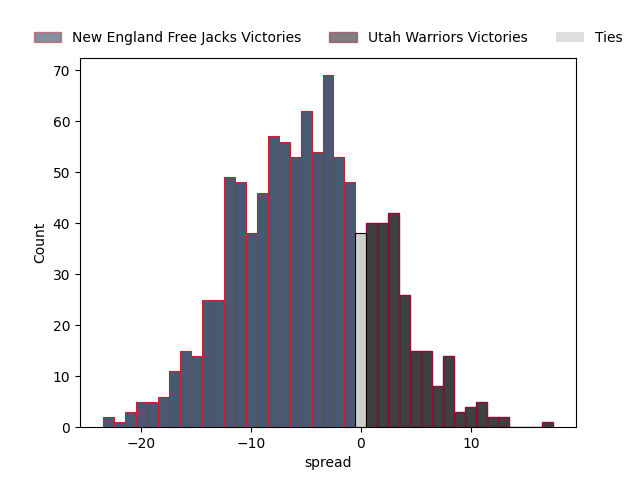 New England Free Jacks Victories Utah Warriors Victories Ties
70
60
50
40
30
20
10
0
Count
−20 −10 0 10
spread